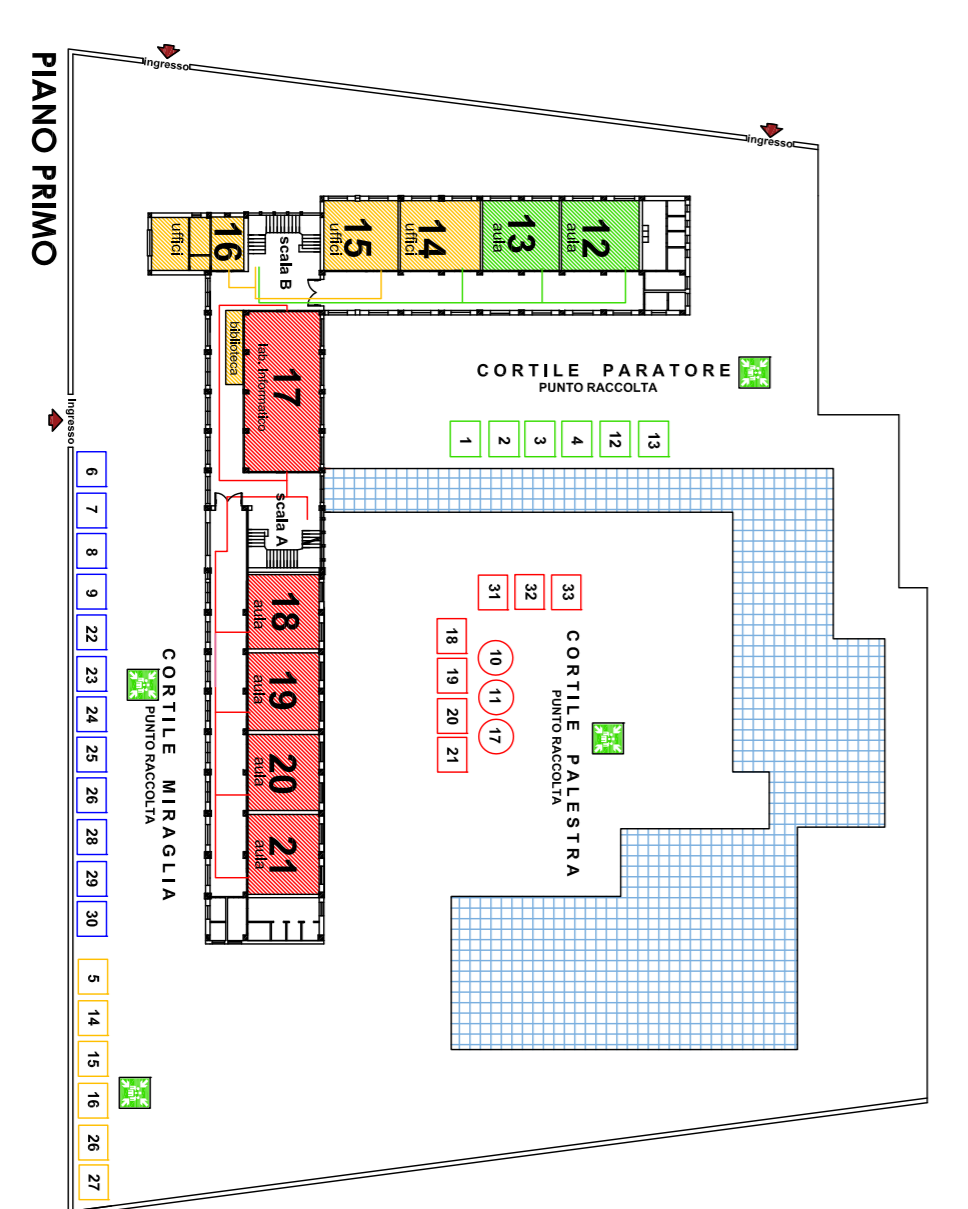 PIANO PRIMO
ingresso
ingresso
Ingresso
uffici
16
scala B
15
uffici
14
uffici
13
aula
12
aula
biblioteca
17
lab. Informatico
scala A
18
aula
19
aula
20
aula
21
aula
CORTILE PARATORE
PUNTO RACCOLTA
1
2
3
4
12
13
CORTILE PALESTRA
PUNTO RACCOLTA
31
32
33
18
19
20
21
10
11
17
CORTILE MIRAGLIA
PUNTO RACCOLTA
6
7
8
9
22
23
24
25
26
28
29
30
5
14
15
16
26
27